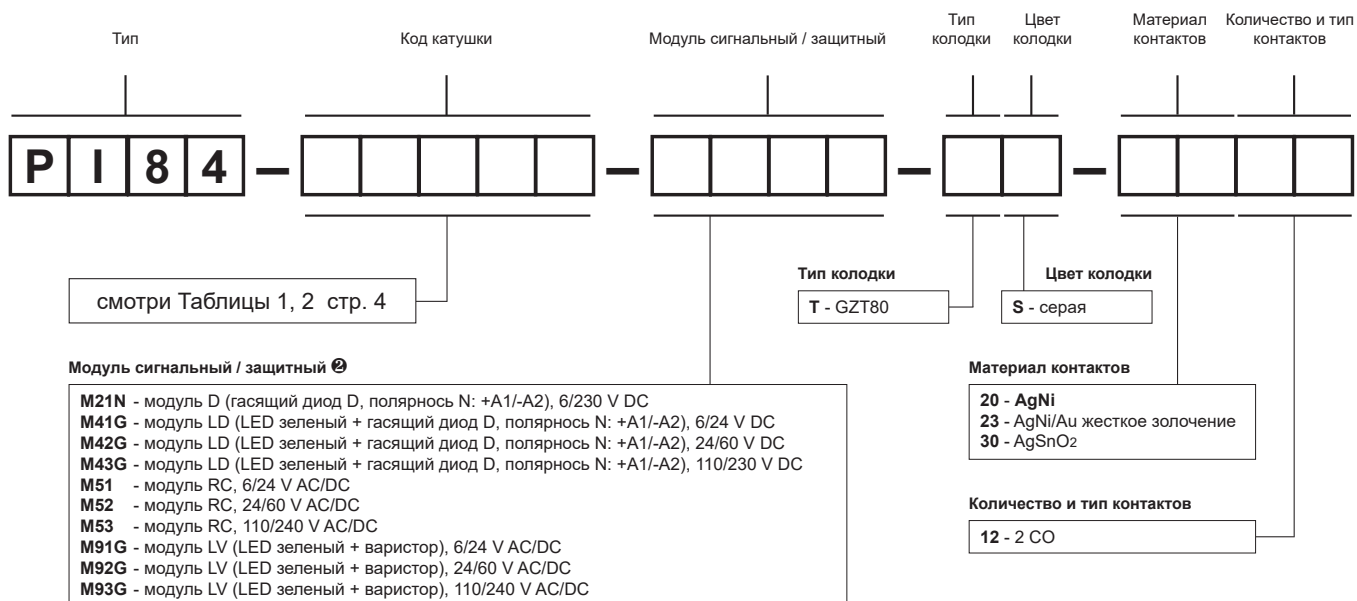 Тип
Код катушки
Модуль сигнальный / защитный
Тип
колодки
Цвет
колодки
Материал
контактов
Количество и тип
контактов
PI84 – – – –
смотри Таблицы 1, 2 стр. 4
Тип колодки
T - GZT80
Цвет колодки
S - серая
Модуль сигнальный / защитный ❷
M21N - модуль D (гасящий диод D, полярнось N: +A1/-A2), 6/230 V DC
M41G - модуль LD (LED зеленый + гасящий диод D, полярнось N: +A1/-A2), 6/24 V DC
M42G - модуль LD (LED зеленый + гасящий диод D, полярнось N: +A1/-A2), 24/60 V DC
M43G - модуль LD (LED зеленый + гасящий диод D, полярнось N: +A1/-A2), 110/230 V DC
M51 - модуль RC, 6/24 V AC/DC
M52 - модуль RC, 24/60 V AC/DC
M53 - модуль RC, 110/240 V AC/DC
M91G - модуль LV (LED зеленый + варистор), 6/24 V AC/DC
M92G - модуль LV (LED зеленый + варистор), 24/60 V AC/DC
M93G - модуль LV (LED зеленый + варистор), 110/240 V AC/DC
Материал контактов
20 - AgNi
23 - AgNi/Au жесткое золочение
30 - AgSnO2
Количество и тип контактов
12 - 2 CO